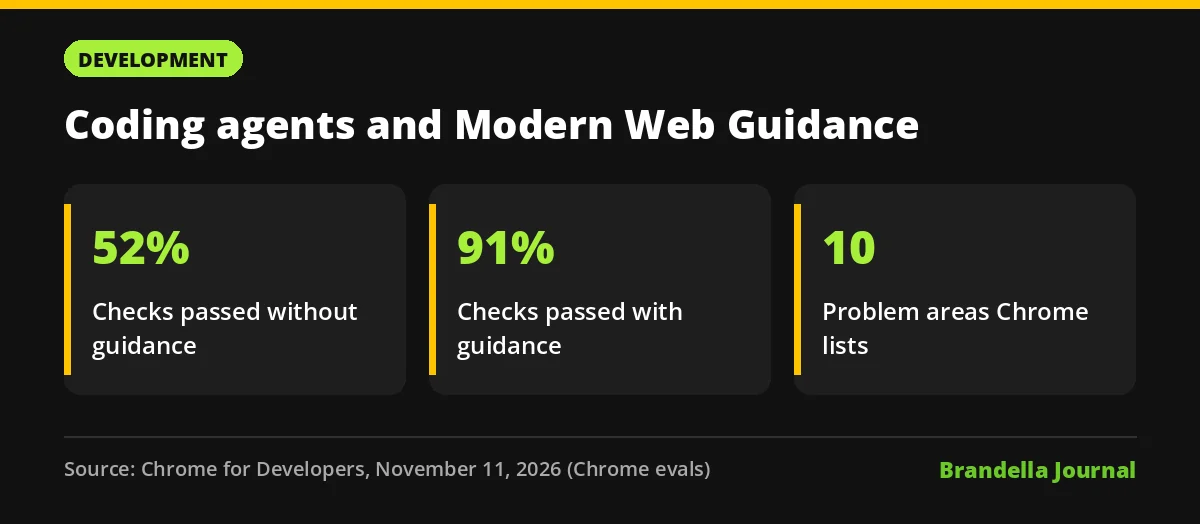 DEVELOPMENT
Coding agents and Modern Web Guidance
52%
Checks passed without
guidance
91%
Checks passed with
guidance
10
Problem areas Chrome
lists
Source: Chrome for Developers, November 11, 2026 (Chrome evals)
Brandella Journal